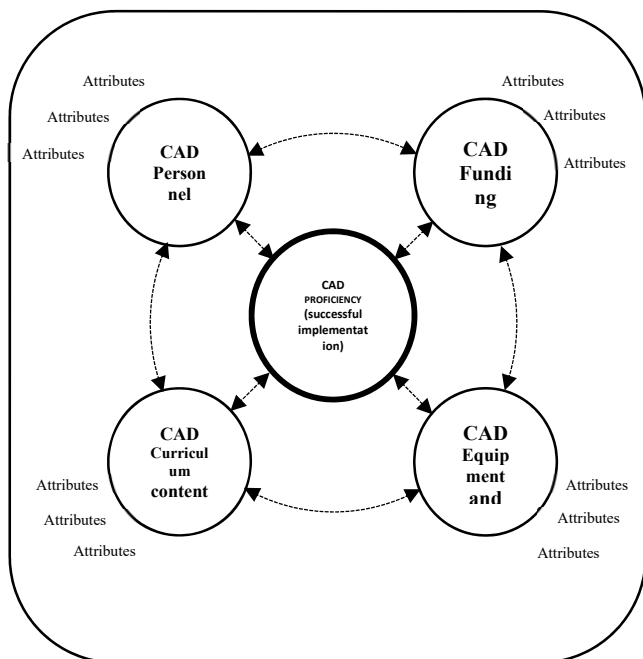 Attributes
Attributes
Attributes
CAD
Person
nel
Attributes
Attributes
Attributes
CAD
Fundi
ng
CAD
PROFICIENCY
(successful
implementat
ion)
CAD
Curricul
um
content
Attributes
Attributes
Attributes
CAD
Equip
ment
and
Attributes
Attributes
Attributes